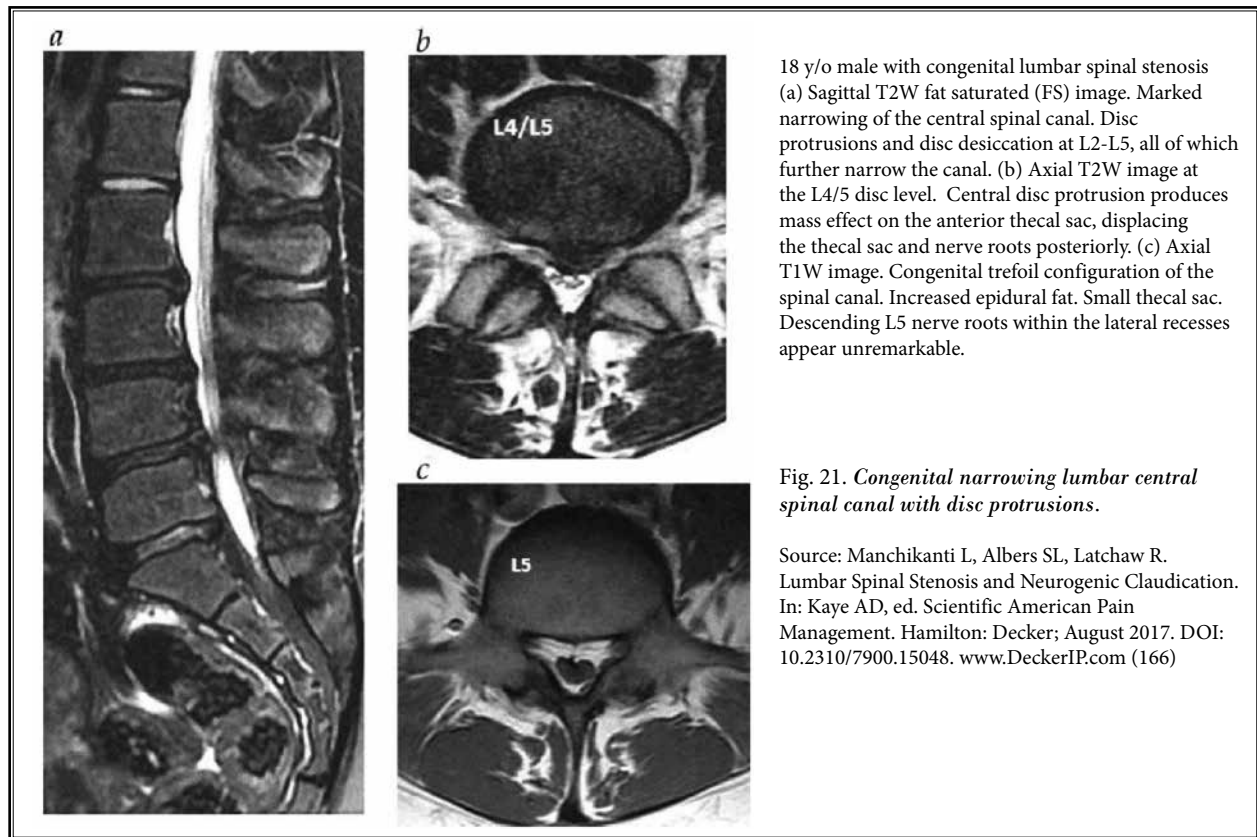 a
b
L4/L5
18 y/o male with congenital lumbar spinal stenosis
(a) Sagittal T2W fat saturated (FS) image. Marked
narrowing of the central spinal canal. Disc
protrusions and disc desiccation at L2-L5, all of which
further narrow the canal. (b) Axial T2W image at
the L4/5 disc level.  Central disc protrusion produces
mass effect on the anterior thecal sac, displacing
the thecal sac and nerve roots posteriorly. (c) Axial
T1W image. Congenital trefoil configuration of the
spinal canal. Increased epidural fat. Small thecal sac.
Descending L5 nerve roots within the lateral recesses
appear unremarkable.
c
L5
Fig. 21. Congenital narrowing lumbar central
spinal canal with disc protrusions.
Source: Manchikanti L, Albers SL, Latchaw R.
Lumbar Spinal Stenosis and Neurogenic Claudication.
In: Kaye AD, ed. Scientific American Pain
Management. Hamilton: Decker; August 2017. DOI:
10.2310/7900.15048. www.DeckerIP.com (166)